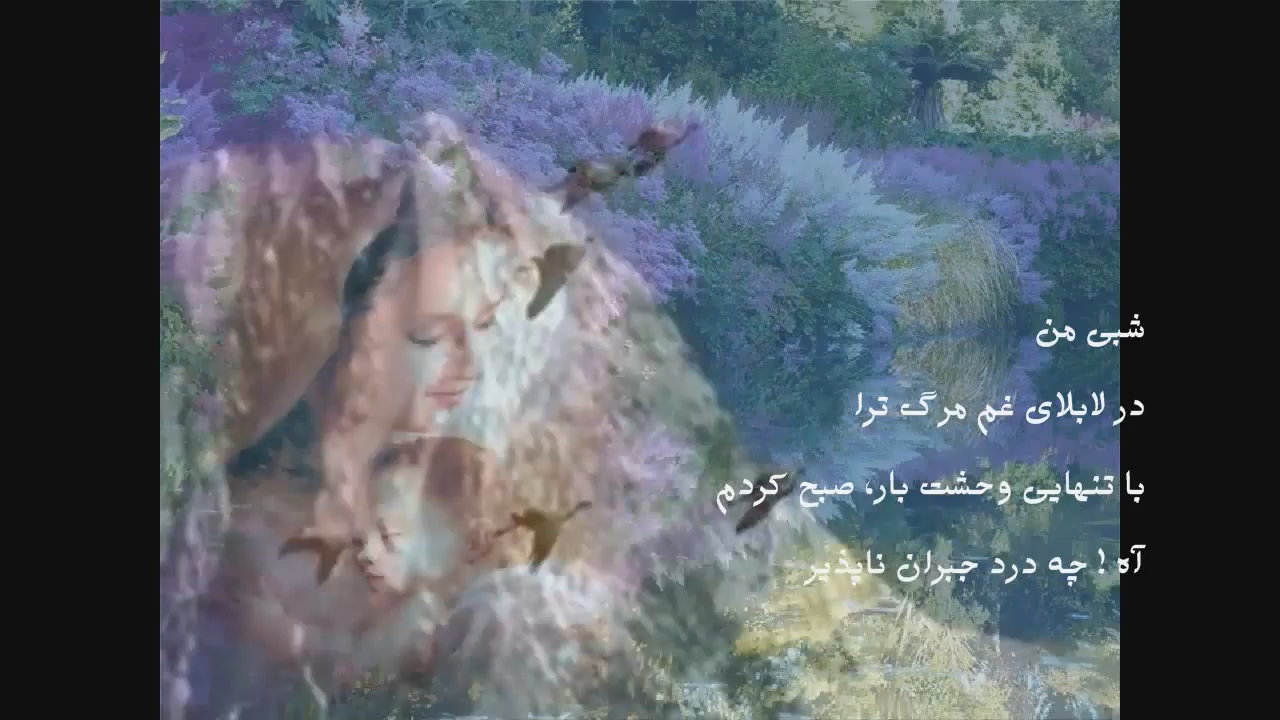 شبی من
در لابلای غم مرگ ترا
با تنهایی وحشت بار، صبح کردم
آه ! چه درد جبران ناپذیر